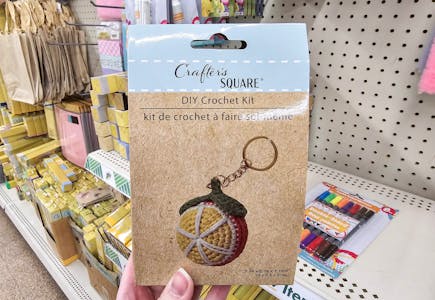 Crafter's
SQUARE
DIY Crochet Kit
kit de crochet à faire soi-même